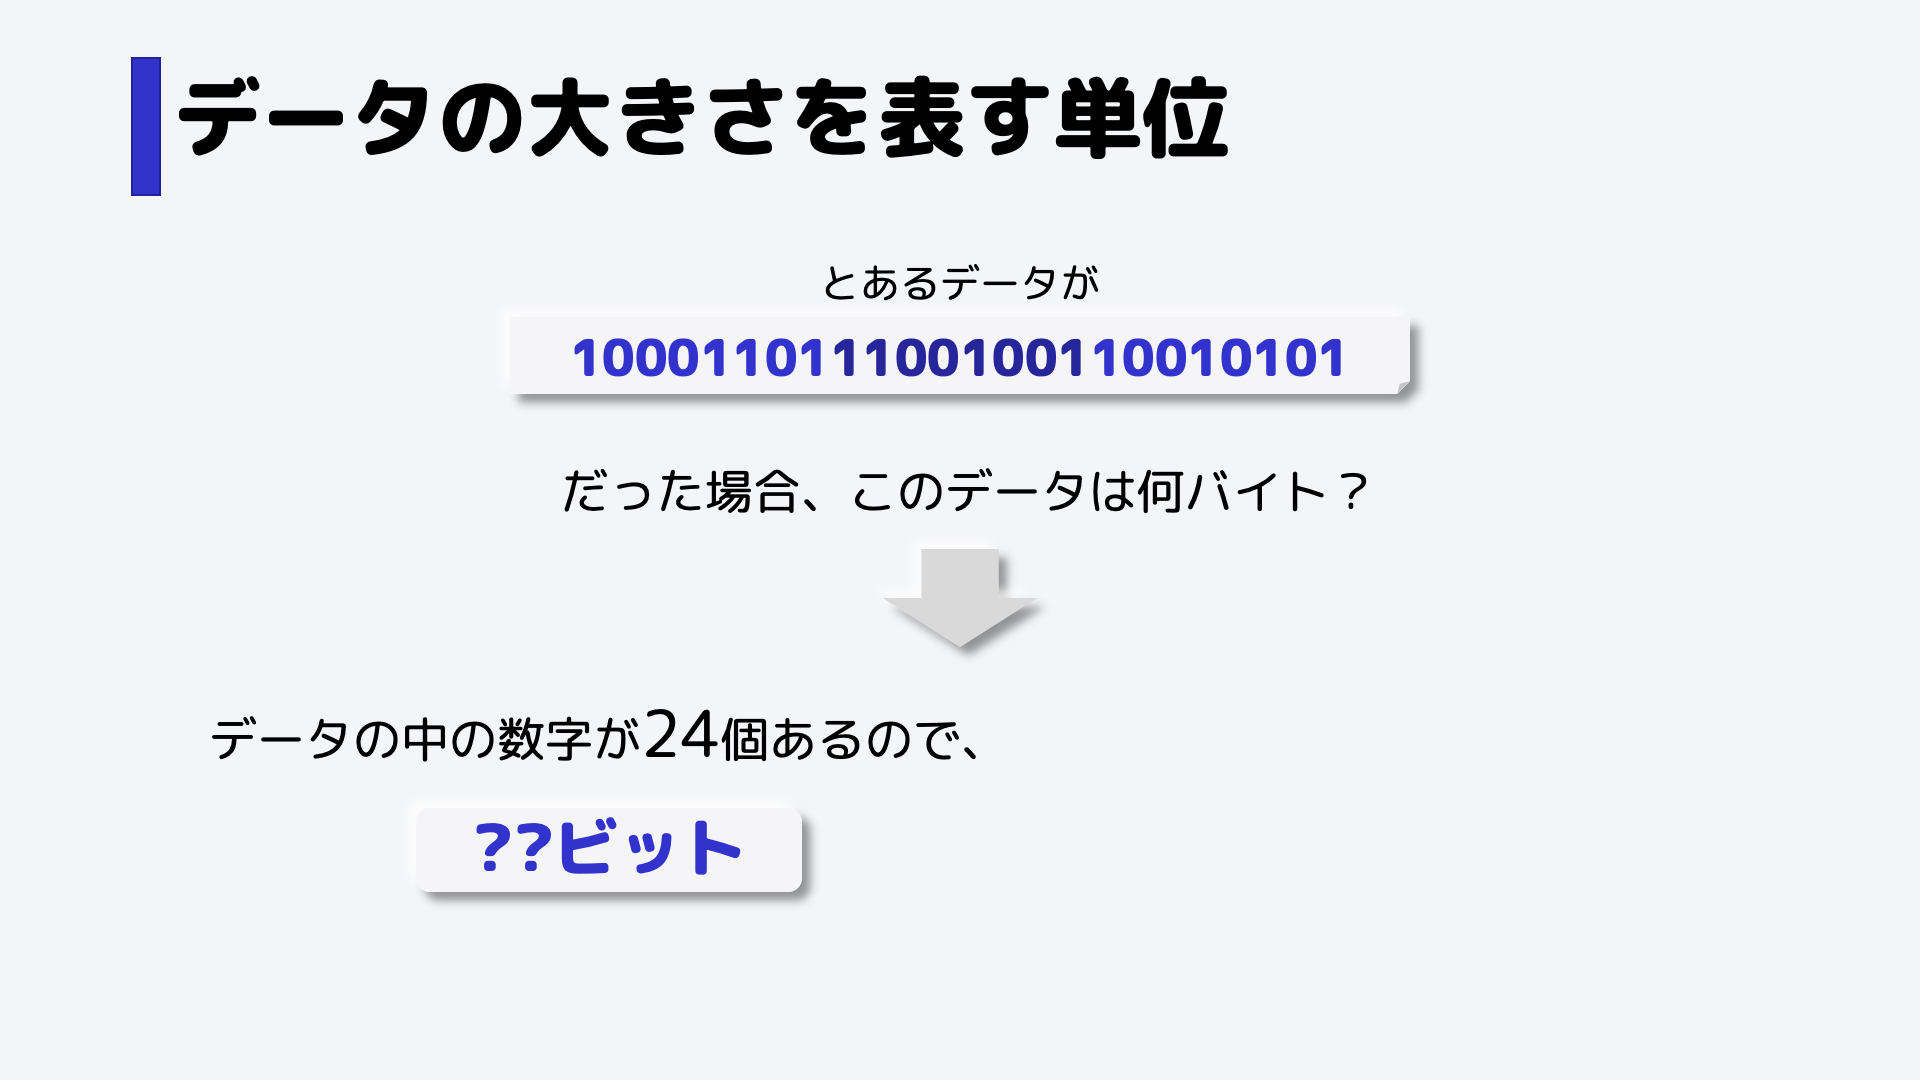 データの大きさを表す単位
とあるデータが
100011011100100110010101
だった場合、このデータは何バイト？
データの中の数字が24個あるので、
??ビット